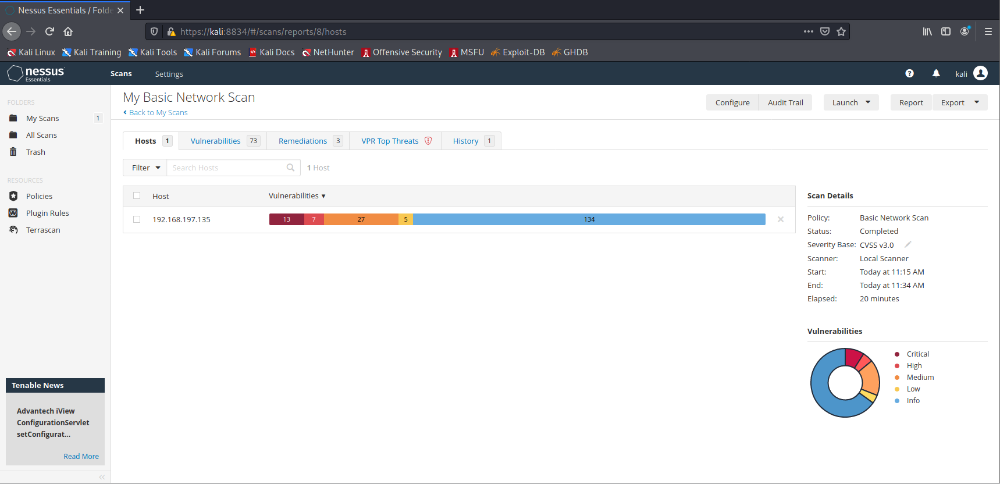 Nessus Essentials / Folde
https://kali:8834/#/scans/reports/8/hosts
Kali Linux Kali Training Kali Tools Kali Forums Kali Docs NetHunter Offensive Security MSFU Exploit-DB GHDB
nessus Essentials
Scans Settings
kali
FOLDERS
My Scans 1
All Scans
Trash
RESOURCES
Policies
Plugin Rules
Terrascan
Tenable News
Advantech iView
ConfigurationServlet
setConfigurat...
Read More
My Basic Network Scan
Back to My Scans
Configure Audit Trail Launch Report Export
Hosts 1 Vulnerabilities 73 Remediations 3 VPR Top Threats History 1
Filter Search Hosts 1 Host
Host Vulnerabilities
192.168.197.135 13 7 27 5 134
Scan Details
Policy: Basic Network Scan
Status: Completed
Severity Base: CVSS v3.0
Scanner: Local Scanner
Start: Today at 11:15 AM
End: Today at 11:34 AM
Elapsed: 20 minutes
Vulnerabilities
Critical
High
Medium
Low
Info